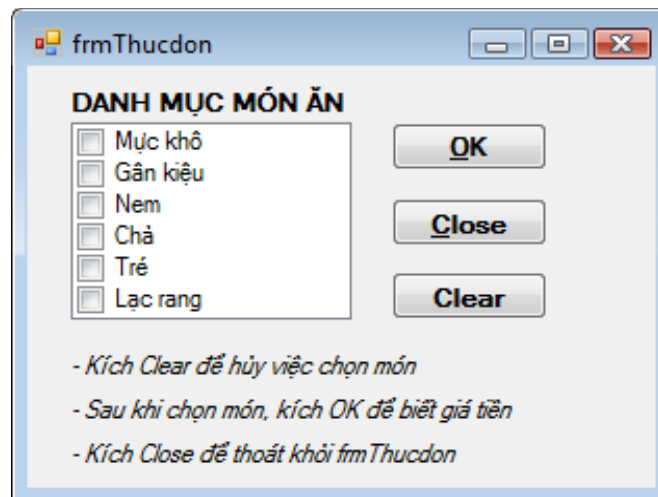 frmThucdon
DANH MỤC MÓN ĂN
Mực khô
Gân kiệu
Nem
Chả
Tré
Lạc rang
OK
Close
Clear
- Kích Clear để hủy việc chọn món
- Sau khi chọn món, kích OK để biết giá tiền
- Kích Close để thoát khỏi frmThucdon